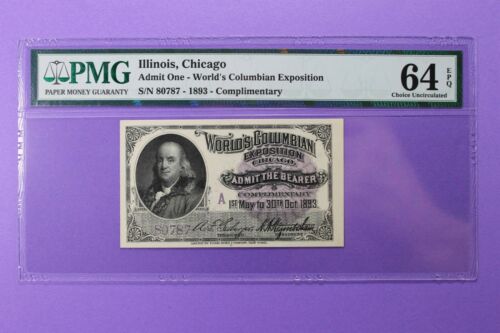 PMG
PAPER MONEY GUARANTY
Illinois, Chicago
Admit One - World's Columbian Exposition
S/N 80787 - 1893 - Complimentary
64 EPQ
Choice Uncirculated
WORLD'S COLUMBIAN
EXPOSITION
CHICAGO
ADMIT THE BEARER
A
COMPLIMENTARY
1ST MAY to 30TH Oct. 1893.
80787